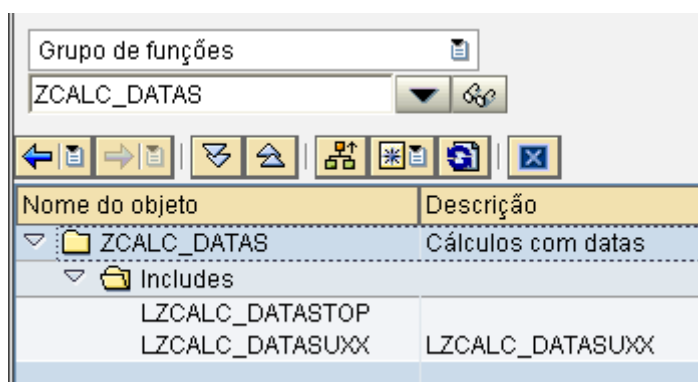 Grupo de funções
ZCALC_DATAS
Nome do objeto Descrição
ZCALC_DATAS Cálculos com datas
Includes
LZCALC_DATASTOP
LZCALC_DATASUXX LZCALC_DATASUXX